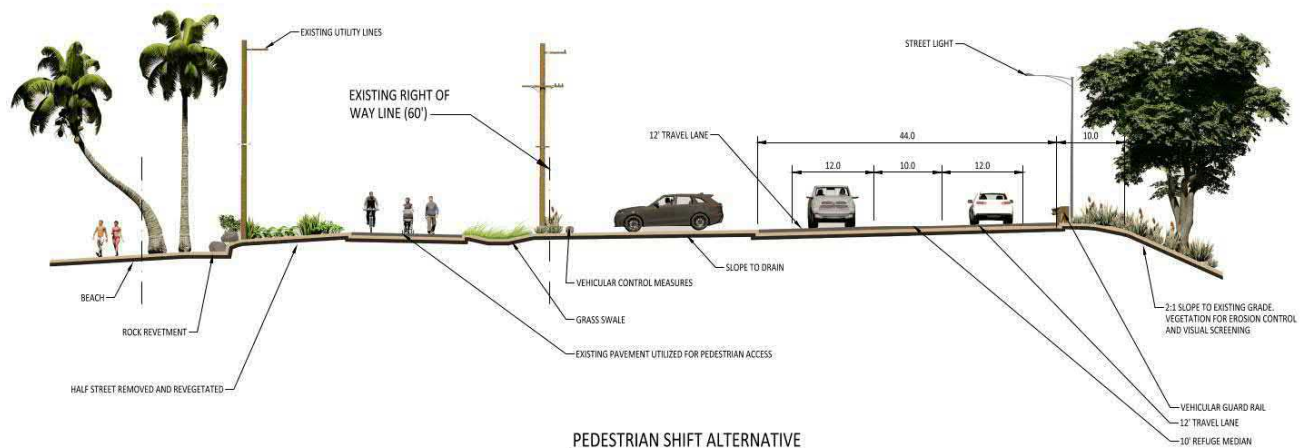 EXISTING UTILITY LINES
STREET LIGHT
EXISTING RIGHT OF
WAY LINE (60')
12' TRAVEL LANE
44.0
10.0
12.0
10.0
12.0
BEACH
SLOPE TO DRAIN
VEHICULAR CONTROL MEASURES
ROCK REVETMENT
GRASS SWALE
2:1 SLOPE TO EXISTING GRADE.
VEGETATION FOR EROSION CONTROL
AND VISUAL SCREENING
EXISTING PAVEMENT UTILIZED FOR PEDESTRIAN ACCESS
HALF STREET REMOVED AND REVEGETATED
VEHICULAR GUARD RAIL
12' TRAVEL LANE
10' REFUGE MEDIAN
PEDESTRIAN SHIFT ALTERNATIVE